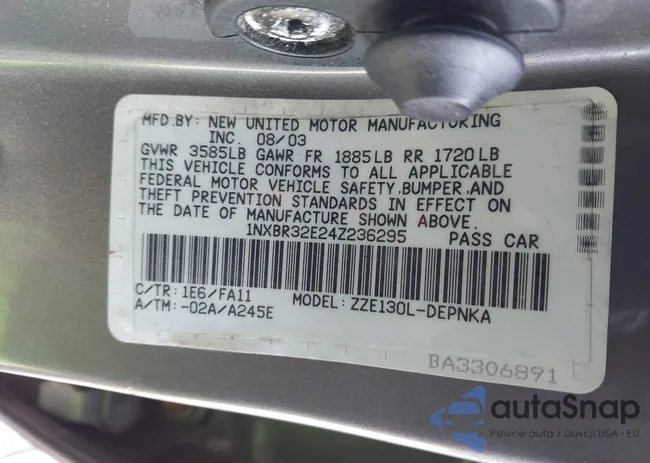 MFD.BY: NEW UNITED MOTOR MANUFACTURING
INC. 08/03
GVWR 3585LB GAWR FR 1885LB RR 1720LB
THIS VEHICLE CONFORMS TO ALL APPLICABLE
FEDERAL MOTOR VEHICLE SAFETY,BUMPER,AND
THEFT PREVENTION STANDARDS IN EFFECT ON
THE DATE OF MANUFACTURE SHOWN ABOVE.
1NXBR32E24Z236295 PASS CAR
C/TR: 1E6/FA11 MODEL: ZZE130L-DEPNKA
A/TM: -02A/A245E
BA3306891
autaSnap
Pewne auta z aukcji USA i EU